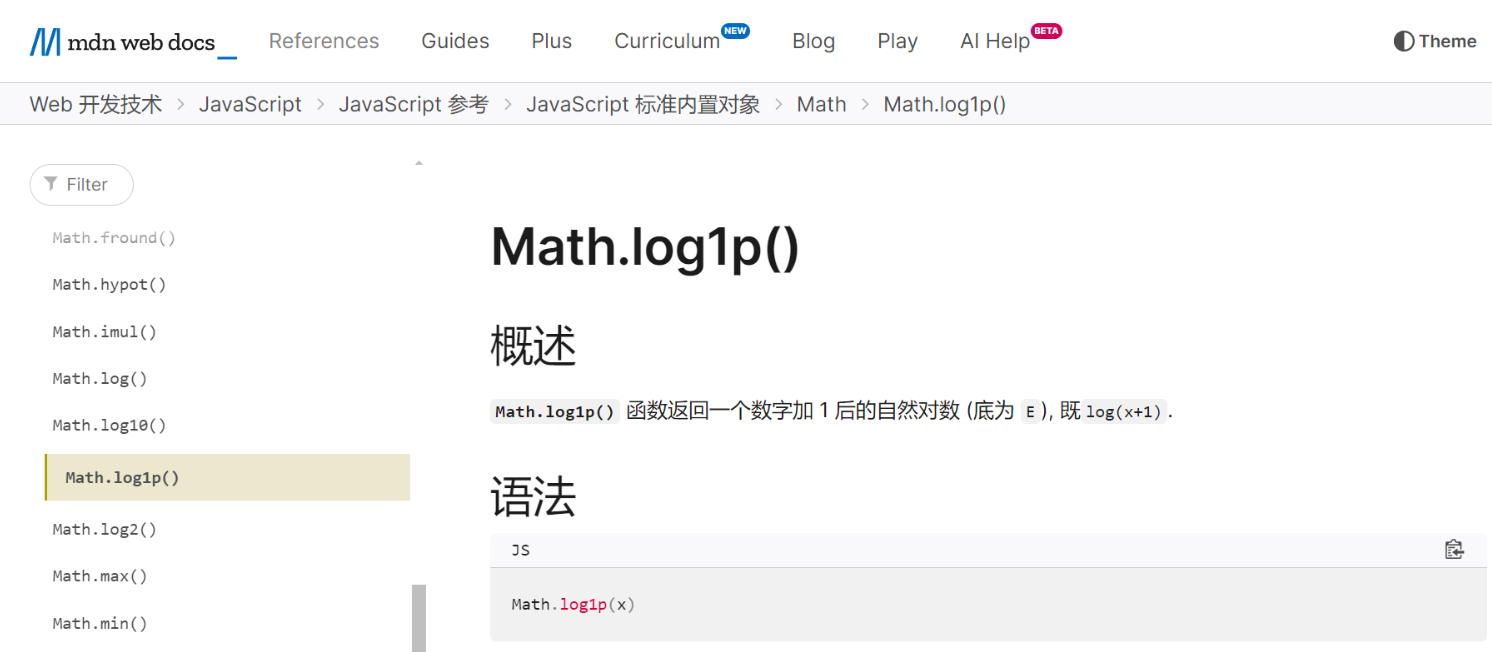 mdn web docs_ References Guides Plus Curriculum NEW Blog Play AI Help BETA Theme
Web 开发技术 > JavaScript > JavaScript 参考 > JavaScript 标准内置对象 > Math > Math.log1p()
Filter
Math.fround()
Math.hypot()
Math.imul()
Math.log()
Math.log10()
Math.log1p()
Math.log2()
Math.max()
Math.min()
Math.log1p()
概述
Math.log1p() 函数返回一个数字加 1 后的自然对数 (底为 E), 既log(x+1).
语法
JS
Math.log1p(x)